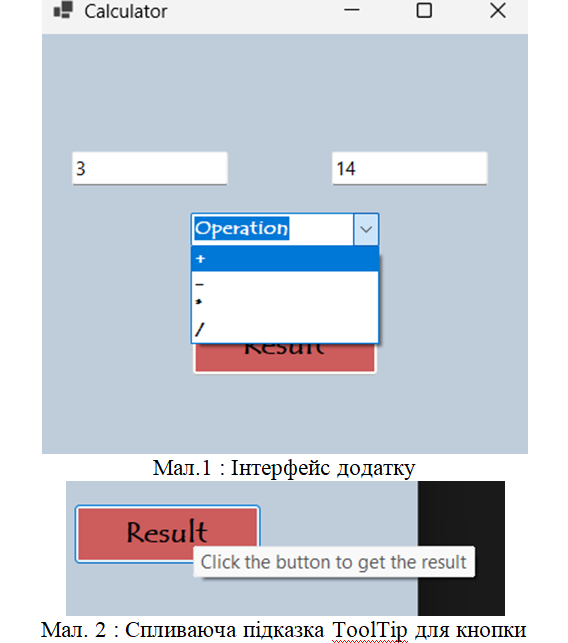 Calculator
3
14
Operation
+
-
*
/
Result
Мал.1 : Інтерфейс додатку
Result
Click the button to get the result
Мал. 2 : Спливаюча підказка ToolTip для кнопки